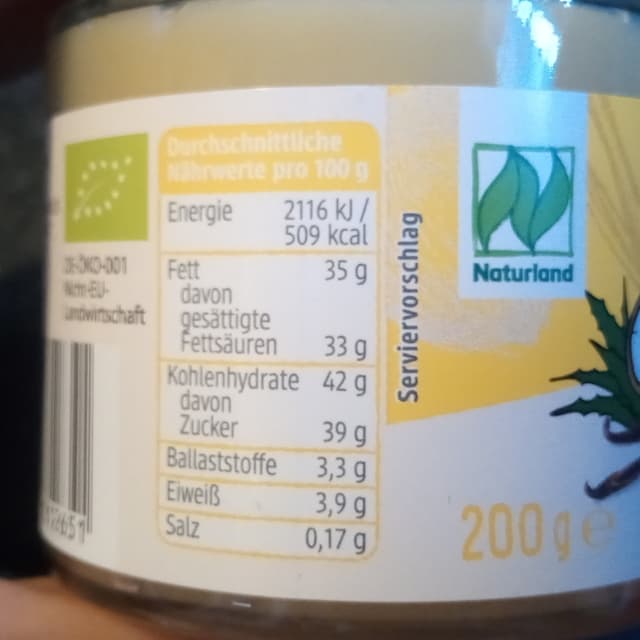 DE-ÖKO-001
Nicht-EU-
Landwirtschaft
Durchschnittliche
Nährwerte pro 100 g
Energie 2116 kJ /
509 kcal
Fett 35 g
davon
gesättigte
Fettsäuren 33 g
Kohlenhydrate 42 g
davon
Zucker 39 g
Ballaststoffe 3,3 g
Eiweiß 3,9 g
Salz 0,17 g
Serviervorschlag
Naturland
200 g e